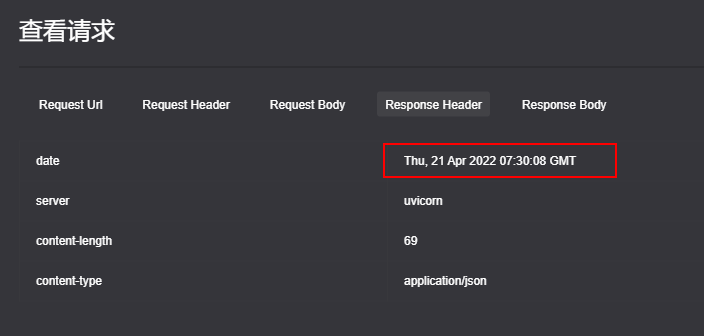 查看请求
Request Url Request Header Request Body Response Header Response Body
date Thu, 21 Apr 2022 07:30:08 GMT
server uvicorn
content-length 69
content-type application/json